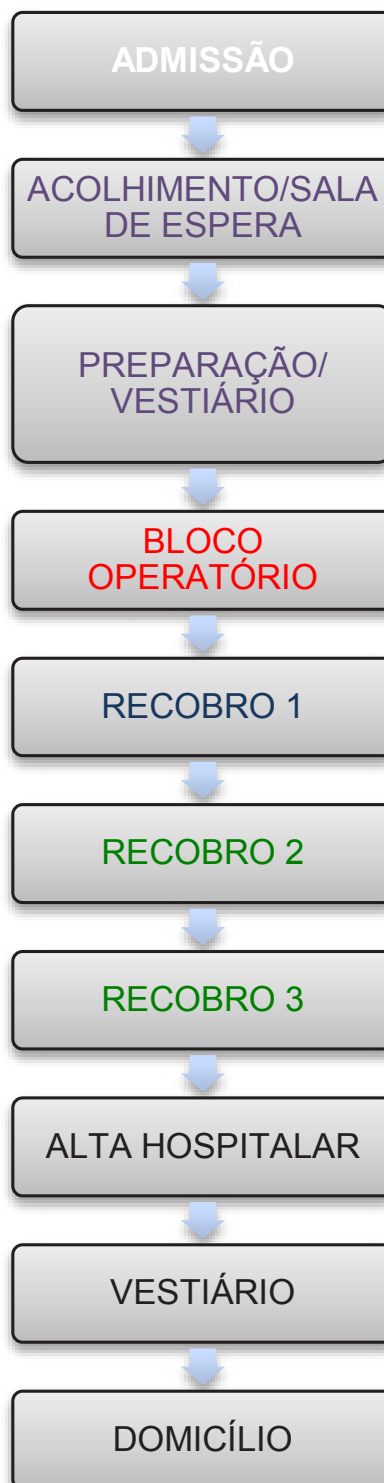 ADMISSÃO
ACOLHIMENTO/SALA
DE ESPERA
PREPARAÇÃO/
VESTIÁRIO
BLOCO
OPERATÓRIO
RECOBRO 1
RECOBRO 2
RECOBRO 3
ALTA HOSPITALAR
VESTIÁRIO
DOMICÍLIO